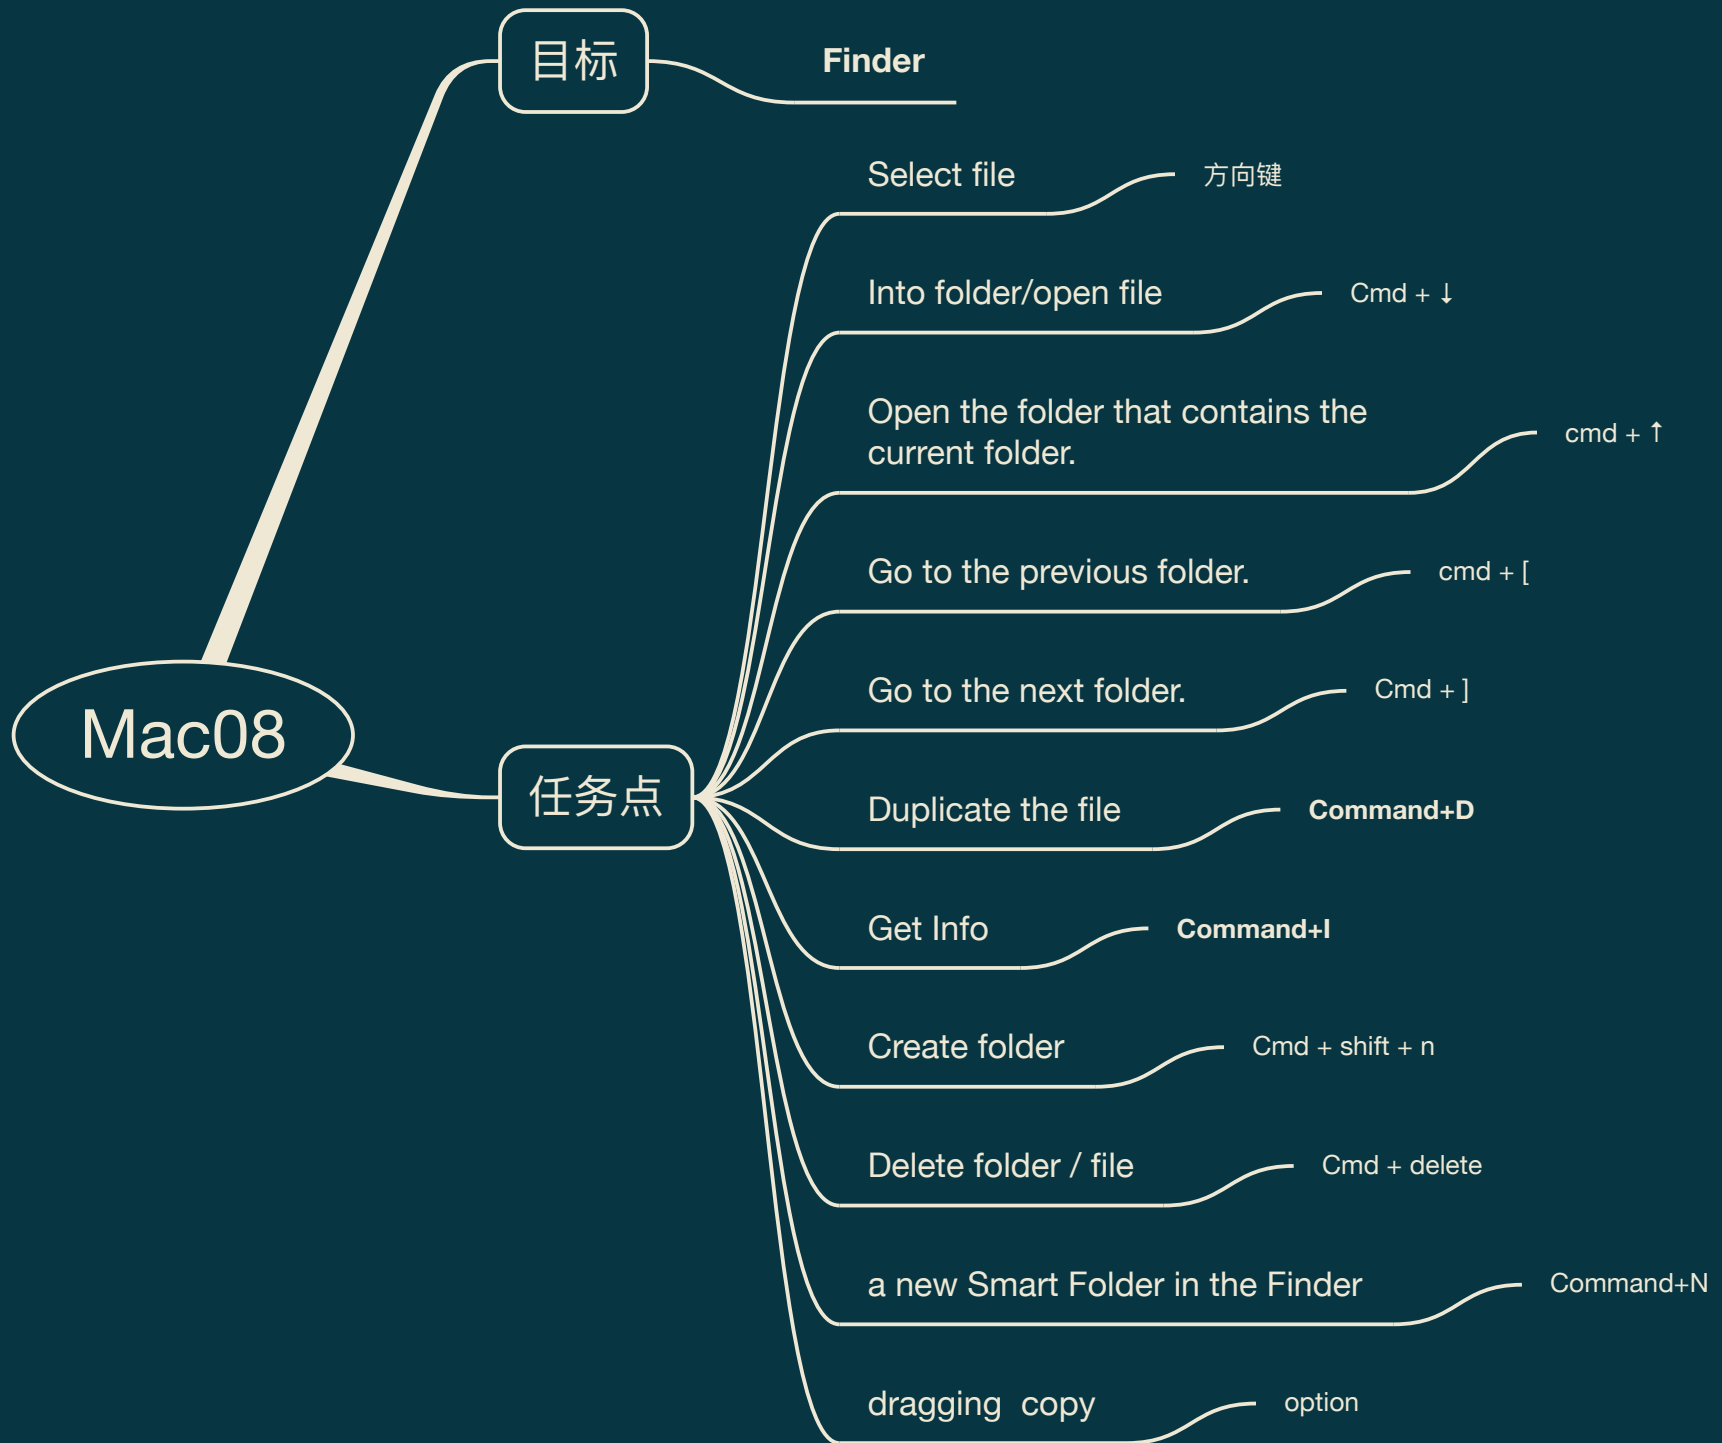 目标
Finder
Select file
方向键
Into folder/open file
Cmd + ↓
Open the folder that contains the
current folder.
cmd + ↑
Go to the previous folder.
cmd + [
Go to the next folder.
Cmd + ]
Mac08
任务点
Duplicate the file
Command+D
Get Info
Command+I
Create folder
Cmd + shift + n
Delete folder / file
Cmd + delete
a new Smart Folder in the Finder
Command+N
dragging  copy
option